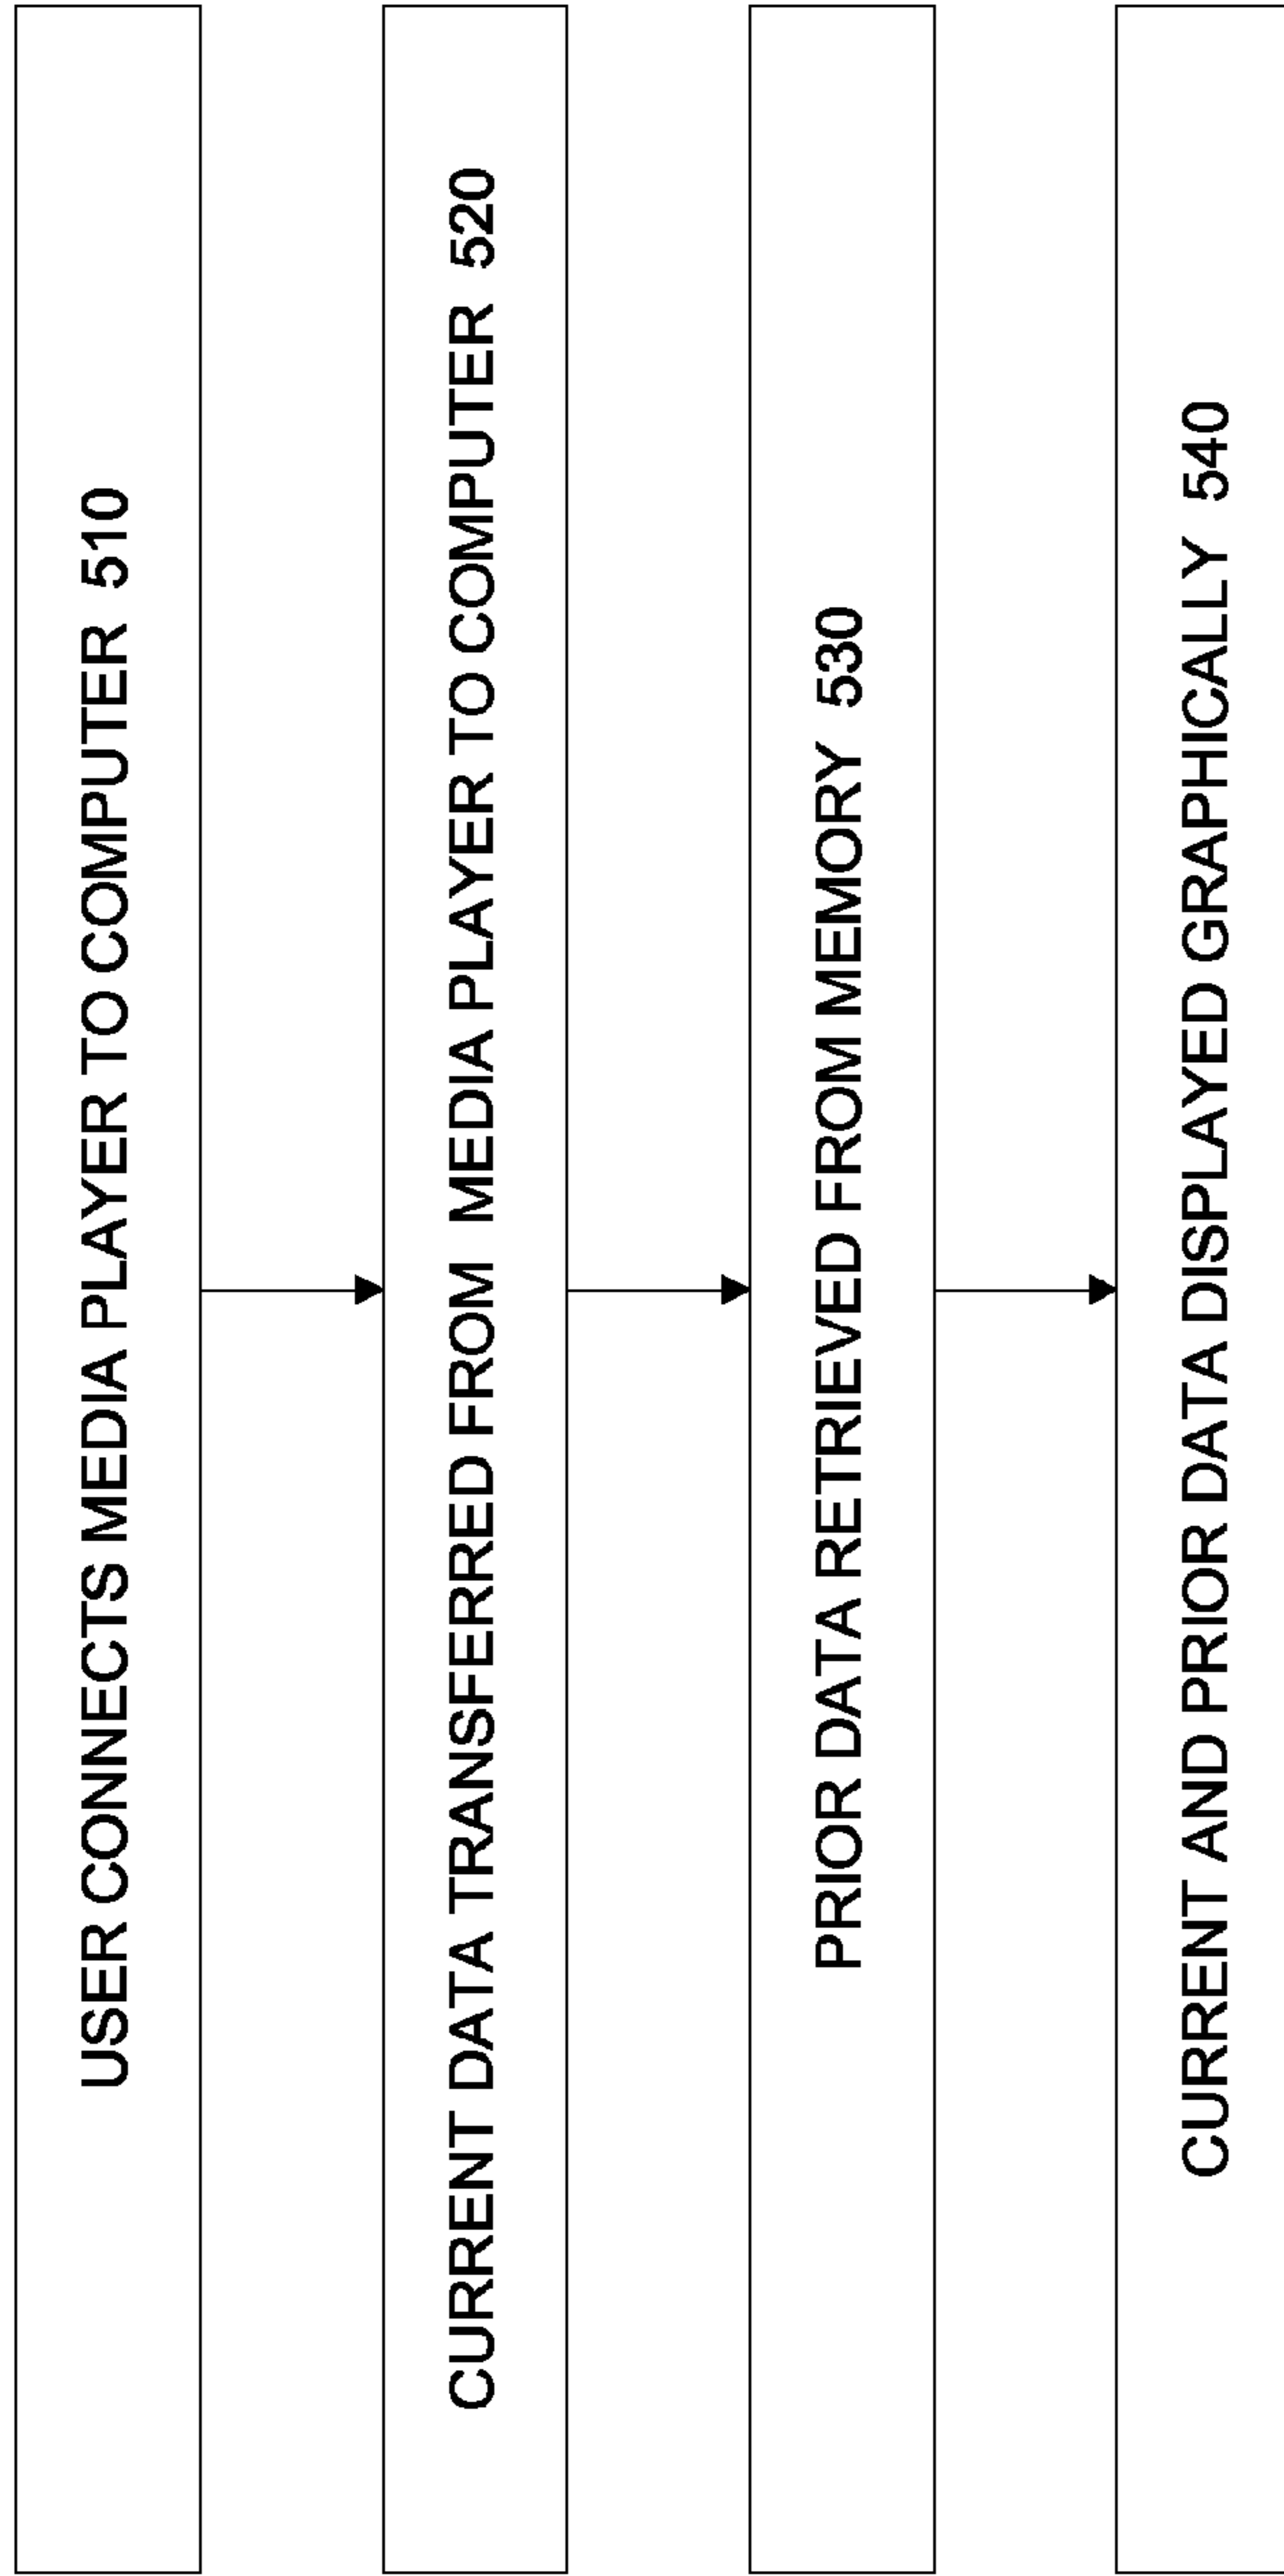 USER CONNECTS MEDIA PLAYER TO COMPUTER 510
CURRENT DATA TRANSFERRED FROM MEDIA PLAYER TO COMPUTER 520
PRIOR DATA RETRIEVED FROM MEMORY 530
CURRENT AND PRIOR DATA DISPLAYED GRAPHICALLY 540